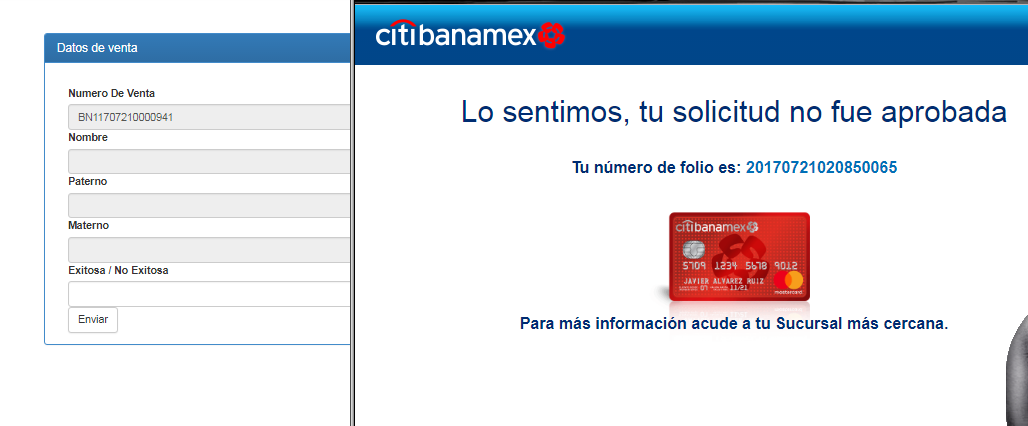 Datos de venta
Numero De Venta
BN11707210000941
Nombre
Paterno
Materno
Exitosa / No Exitosa
Enviar
citibanamex
Lo sentimos, tu solicitud no fue aprobada
Tu número de folio es: 20170721020850065
citibanamex
5709 1234 5678 9012
07 11/21
JAVIER ALVAREZ RUIZ
mastercard
Para más información acude a tu Sucursal más cercana.